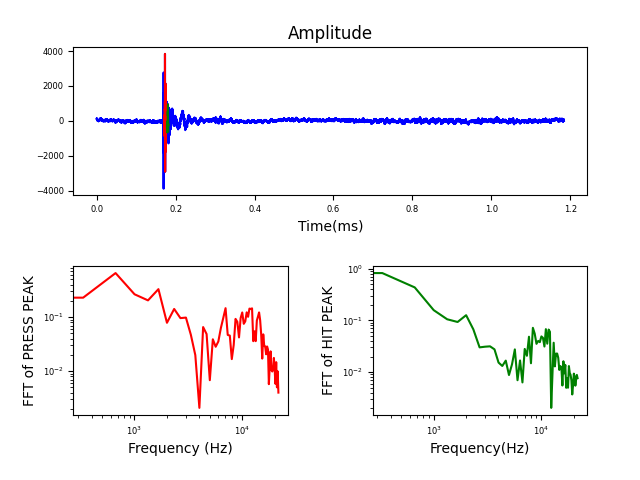 Amplitude
4000
2000
0
−2000
−4000
0.0 0.2 0.4 0.6 0.8 1.0 1.2
Time(ms)
FFT of PRESS PEAK
10⁻¹
10⁻²
10³ 10⁴
Frequency (Hz)
FFT of HIT PEAK
10⁰
10⁻¹
10⁻²
10³ 10⁴
Frequency(Hz)